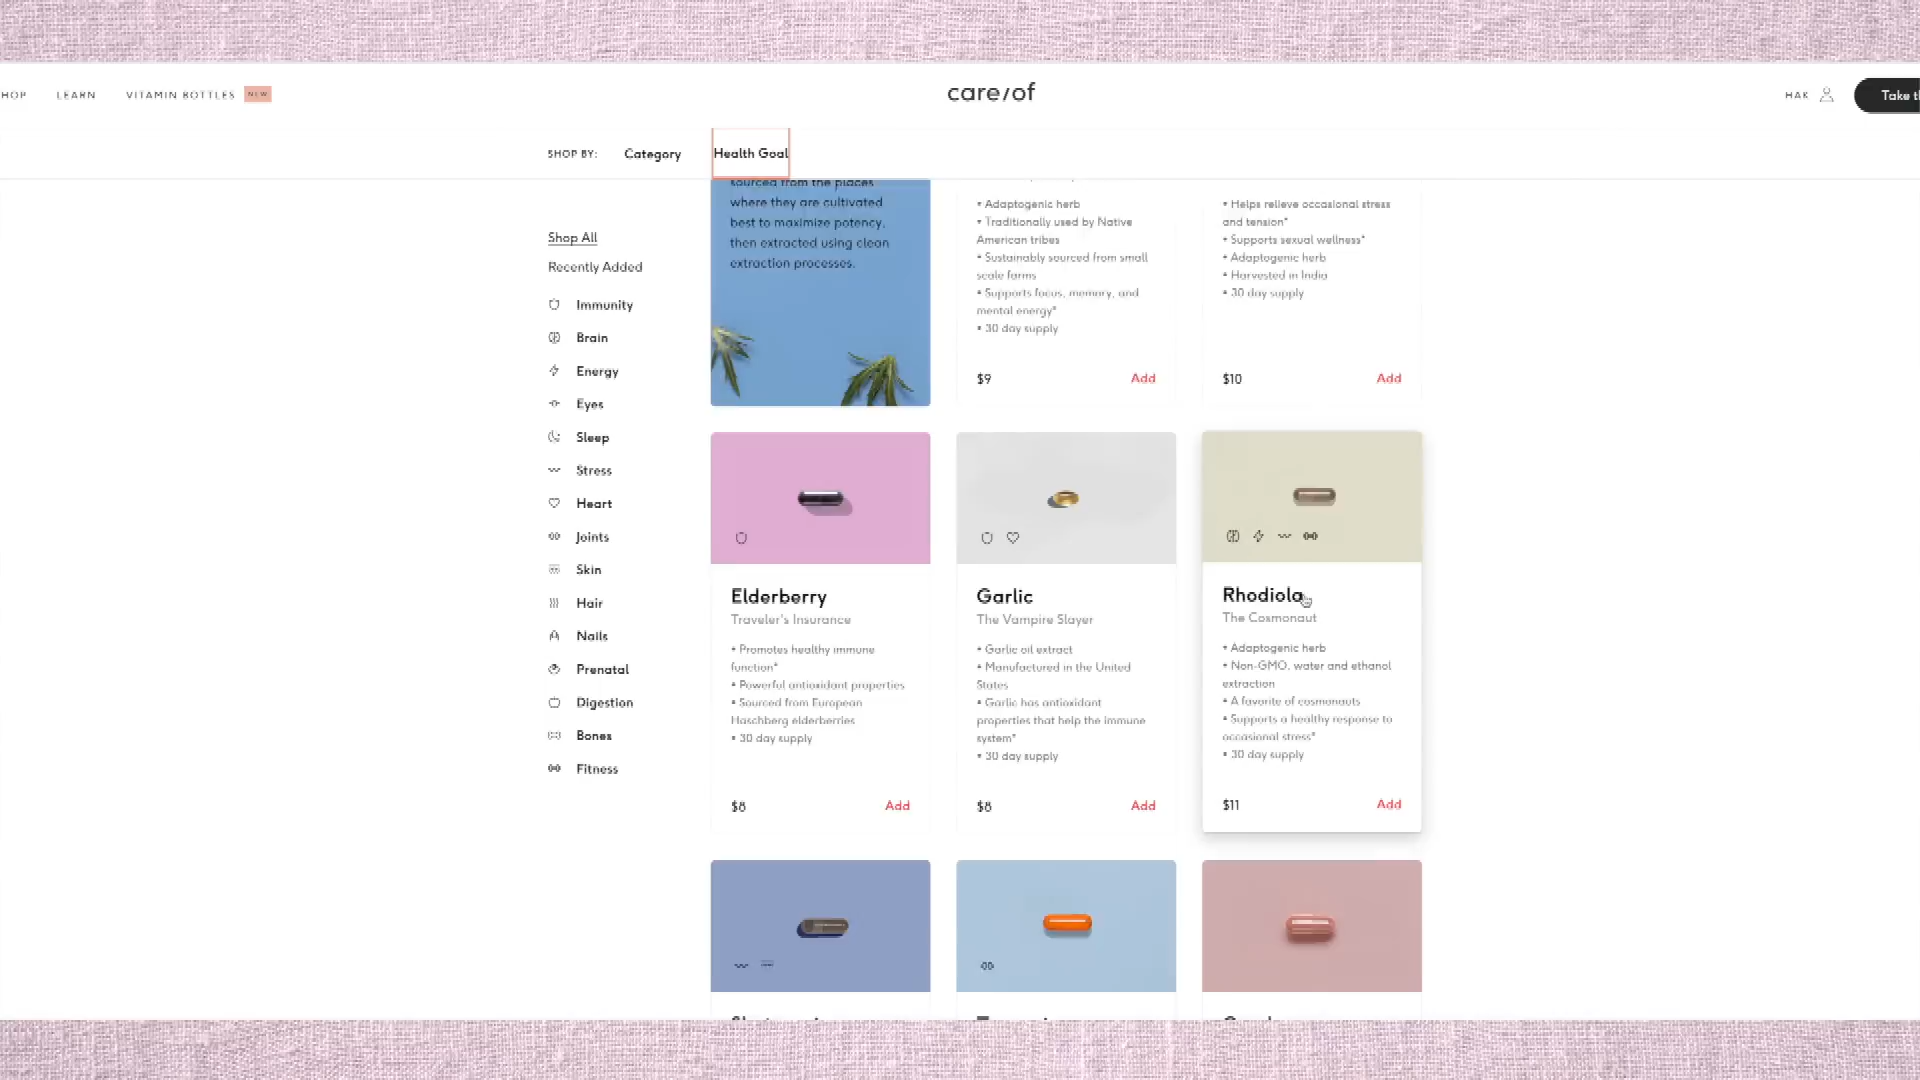 HOP
LEARN
VITAMIN BOTTLES
NEW
care/of
HAK
Take t
SHOP BY:
Category
Health Goal
Shop All
Recently Added
Immunity
Brain
Energy
Eyes
Sleep
Stress
Heart
Joints
Skin
Hair
Nails
Prenatal
Digestion
Bones
Fitness
sourced from the places
where they are cultivated
best to maximize potency,
then extracted using clean
extraction processes.
• Adaptogenic herb
• Traditionally used by Native
American tribes
• Sustainably sourced from small
scale farms
• Supports focus, memory, and
mental energy*
• 30 day supply
$9
Add
• Helps relieve occasional stress
and tension*
• Supports sexual wellness*
• Adaptogenic herb
• Harvested in India
• 30 day supply
$10
Add
Elderberry
Traveler's Insurance
• Promotes healthy immune
function*
• Powerful antioxidant properties
• Sourced from European
Haschberg elderberries
• 30 day supply
$8
Add
Garlic
The Vampire Slayer
• Garlic oil extract
• Manufactured in the United
States
• Garlic has antioxidant
properties that help the immune
system*
• 30 day supply
$8
Add
Rhodiola
The Cosmonaut
• Adaptogenic herb
• Non-GMO, water and ethanol
extraction
• A favorite of cosmonauts
• Supports a healthy response to
occasional stress*
• 30 day supply
$11
Add